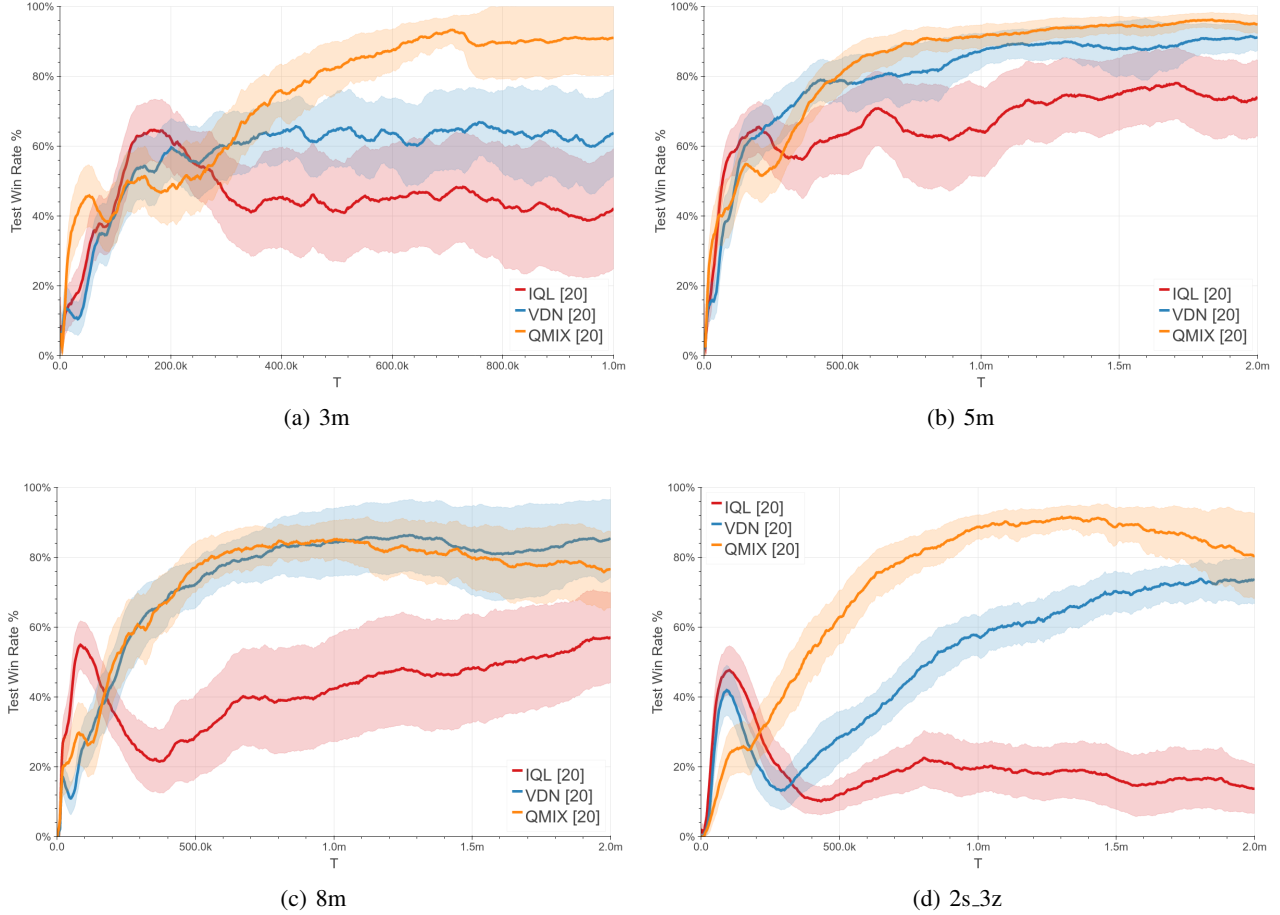 100%
80%
60%
40%
20%
0%
Test Win Rate %
0.0
200.0k
400.0k
600.0k
800.0k
1.0m
T
IQL [20]
VDN [20]
QMIX [20]
(a) 3m
100%
80%
60%
40%
20%
0%
Test Win Rate %
0.0
500.0k
1.0m
1.5m
2.0m
T
IQL [20]
VDN [20]
QMIX [20]
(b) 5m
100%
80%
60%
40%
20%
0%
Test Win Rate %
0.0
500.0k
1.0m
1.5m
2.0m
T
IQL [20]
VDN [20]
QMIX [20]
(c) 8m
100%
80%
60%
40%
20%
0%
Test Win Rate %
0.0
500.0k
1.0m
1.5m
2.0m
T
IQL [20]
VDN [20]
QMIX [20]
(d) 2s_3z